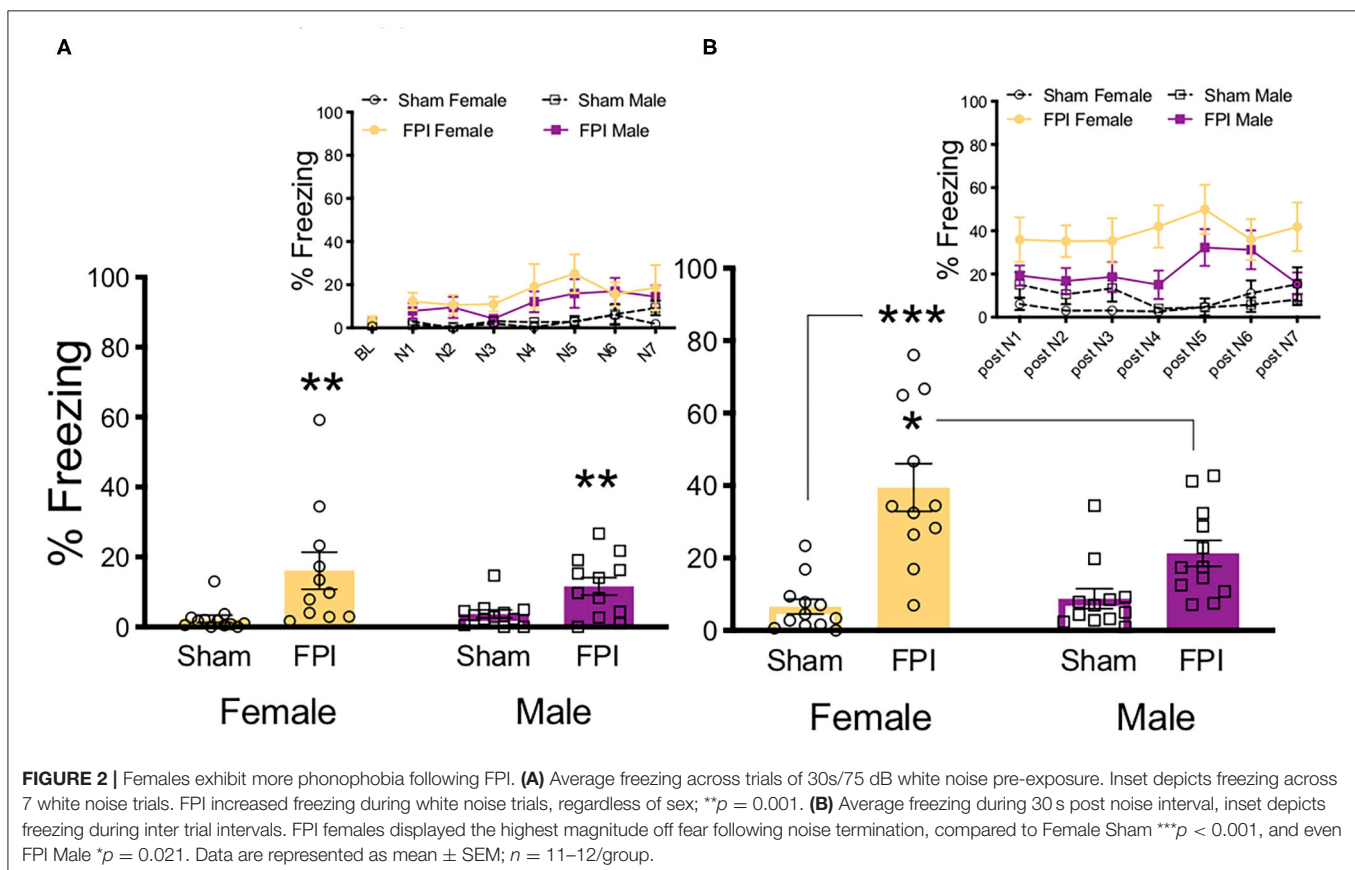 A
Sham Female
Sham Male
FPI Female
FPI Male
100
80
60
40
20
0
% Freezing
BL
N1
N2
N3
N4
N5
N6
N7
100
80
60
40
20
0
% Freezing
**
**
Sham
FPI
Sham
FPI
Female
Male
B
Sham Female
Sham Male
FPI Female
FPI Male
100
80
60
40
20
0
% Freezing
post N1
post N2
post N3
post N4
post N5
post N6
post N7
100
80
60
40
20
0
***
*
Sham
FPI
Sham
FPI
Female
Male
FIGURE 2 | Females exhibit more phonophobia following FPI. (A) Average freezing across trials of 30s/75 dB white noise pre-exposure. Inset depicts freezing across
7 white noise trials. FPI increased freezing during white noise trials, regardless of sex; **p = 0.001. (B) Average freezing during 30 s post noise interval, inset depicts
freezing during inter trial intervals. FPI females displayed the highest magnitude off fear following noise termination, compared to Female Sham ***p < 0.001, and even
FPI Male *p = 0.021. Data are represented as mean ± SEM; n = 11–12/group.